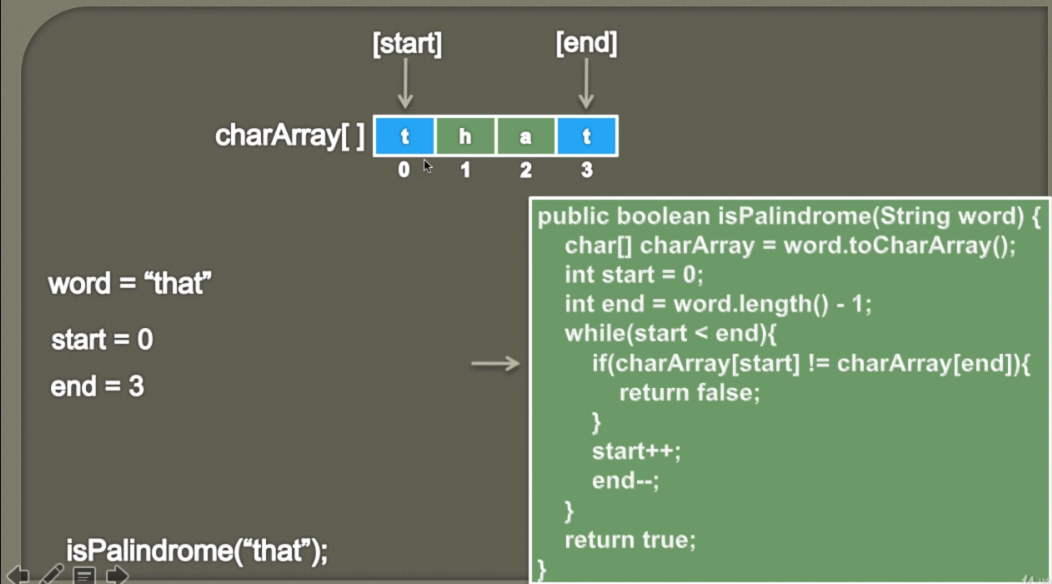 [start] [end]
charArray[ ] t h a t
0 1 2 3
word = “that”
start = 0
end = 3
isPalindrome(“that”);
public boolean isPalindrome(String word) {
char[] charArray = word.toCharArray();
int start = 0;
int end = word.length() - 1;
while(start < end){
if(charArray[start] != charArray[end]){
return false;
}
start++;
end--;
}
return true;
}